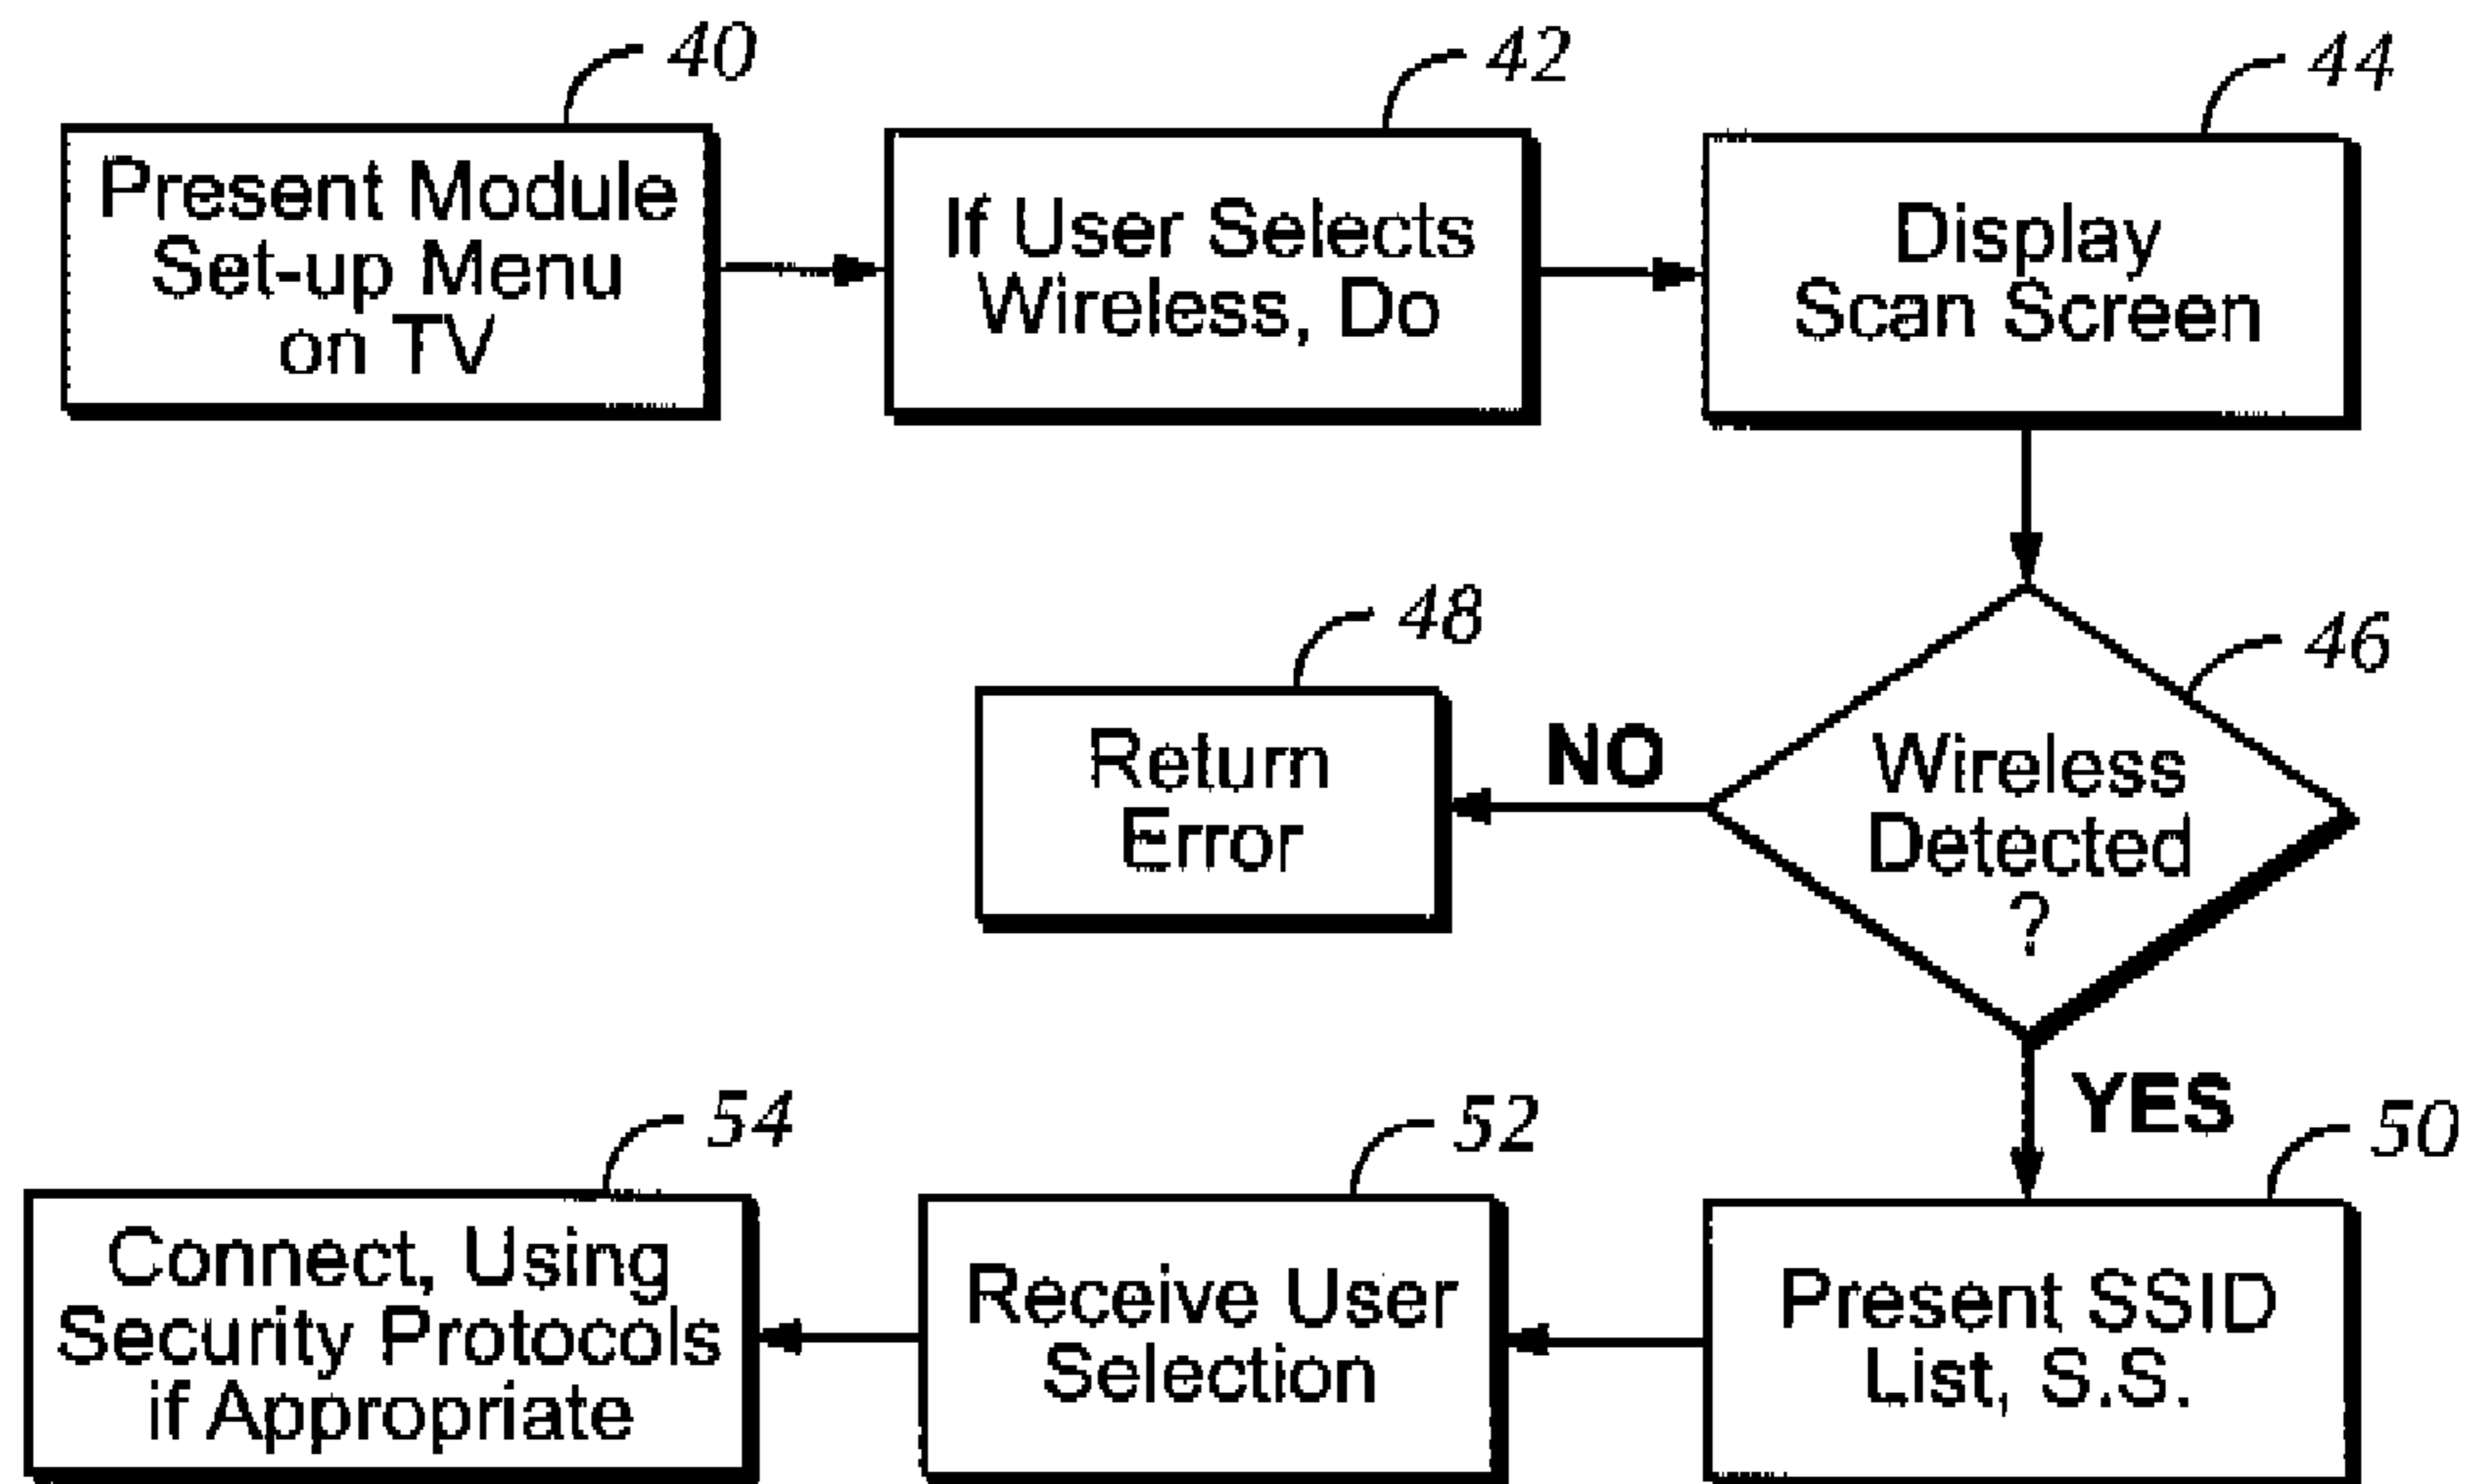 40
Present Module
Set-up Menu
on TV
42
If User Selects
Wireless, Do
44
Display
Scan Screen
46
Wireless
Detected
?
NO
48
Return
Error
YES
50
Present SSID
List, S.S.
52
Receive User
Selection
54
Connect, Using
Security Protocols
if Appropriate